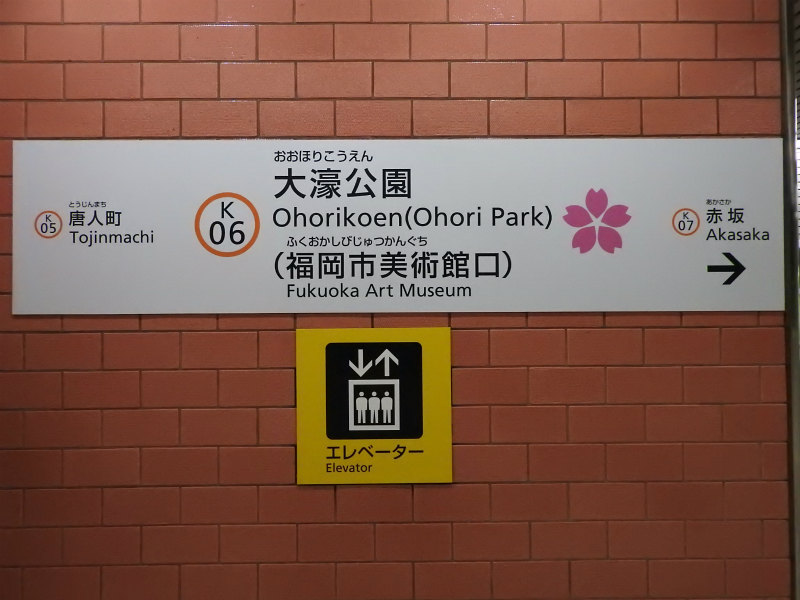 とうじんまち
K
05
唐人町
Tojinmachi
K
06
おおほりこうえん
大濠公園
Ohorikoen(Ohori Park)
ふくおかしびじゅつかんぐち
(福岡市美術館口)
Fukuoka Art Museum
K
07
あかさか
赤坂
Akasaka
エレベーター
Elevator